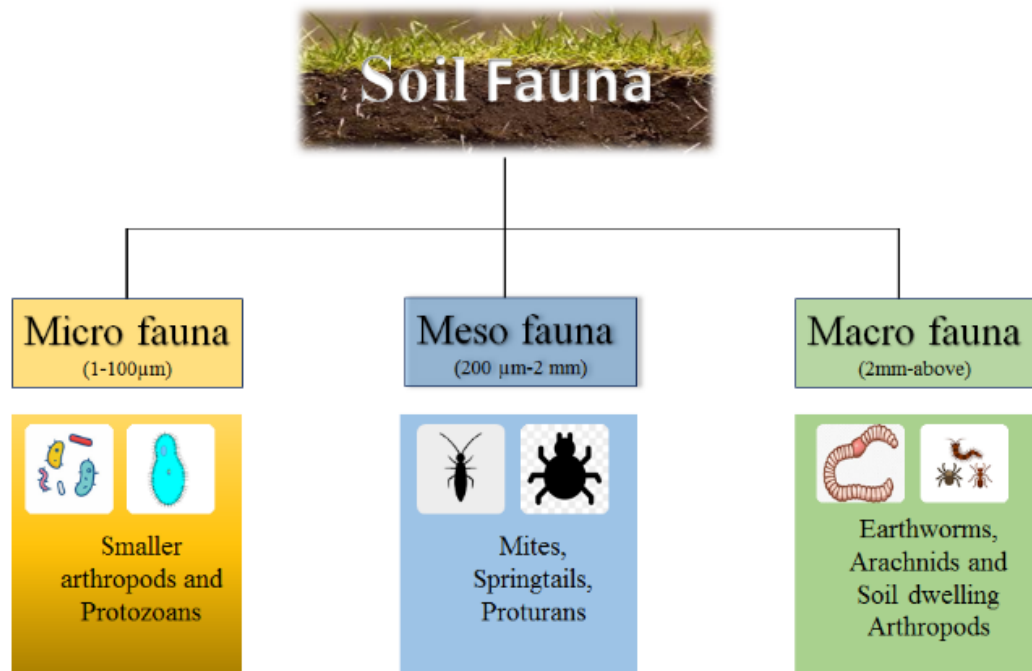 Soil Fauna
Micro fauna
(1-100µm)
Meso fauna
(200 µm-2 mm)
Macro fauna
(2mm-above)
Smaller
arthropods and
Protozoans
Mites,
Springtails,
Proturans
Earthworms,
Arachnids and
Soil dwelling
Arthropods